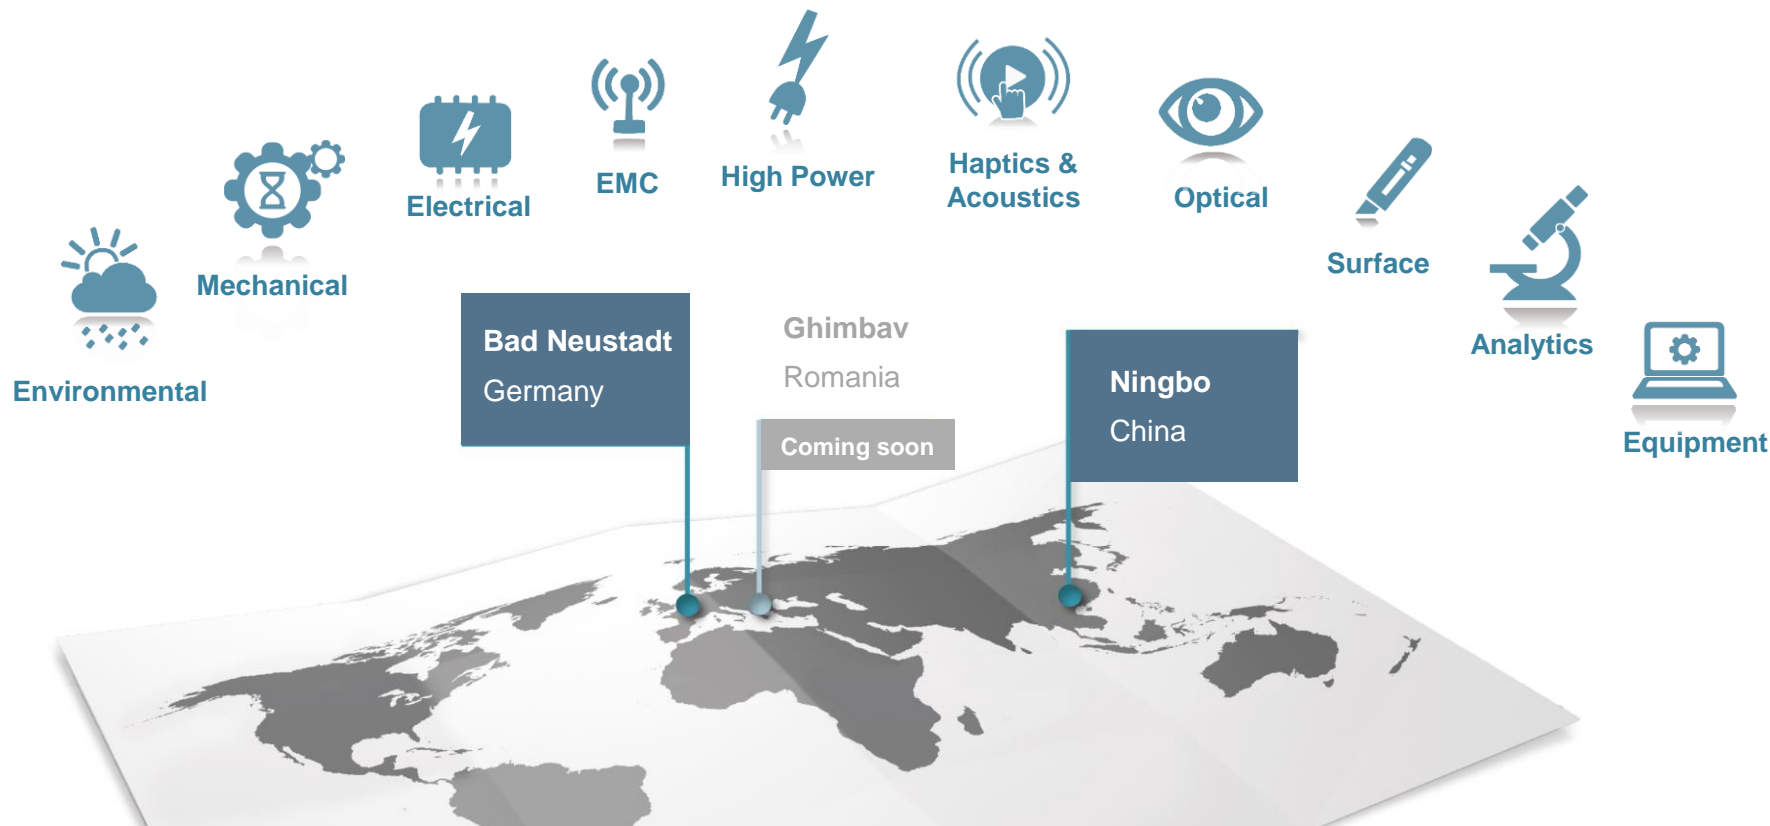 Environmental
Mechanical
Electrical
EMC
High Power
Haptics &
Acoustics
Optical
Surface
Analytics
Equipment
Bad Neustadt
Germany
Ghimbav
Romania
Coming soon
Ningbo
China